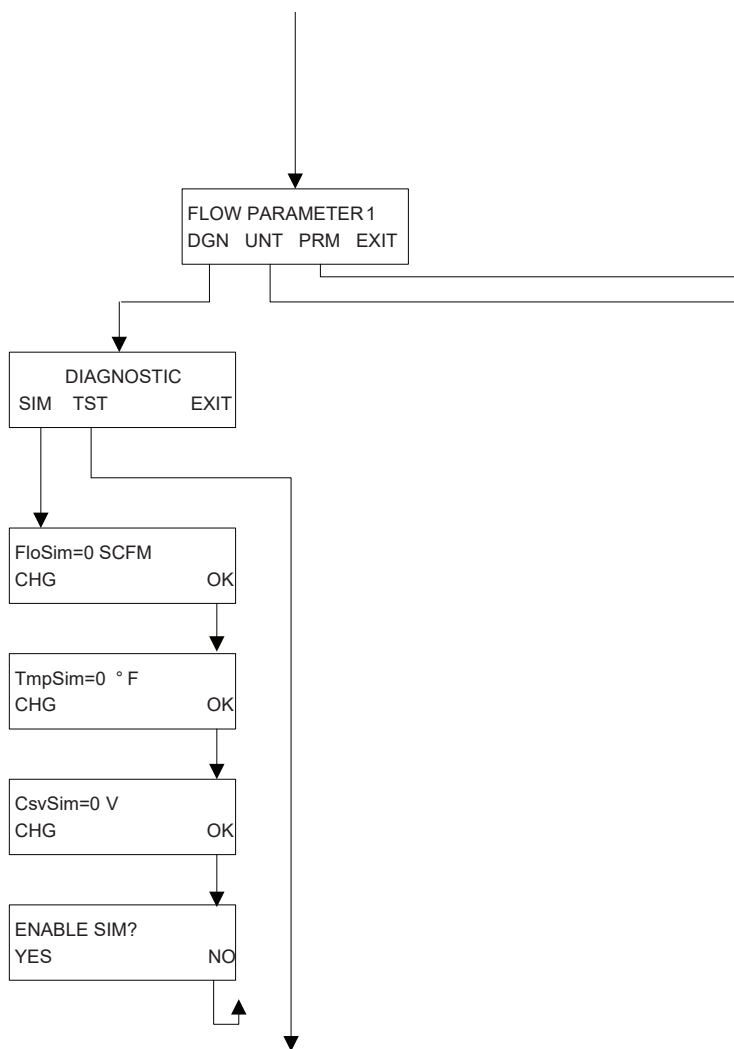 FLOW PARAMETER 1
DGN UNT PRM EXIT
DIAGNOSTIC
SIM TST EXIT
FloSim=0 SCFM
CHG OK
TmpSim=0 ° F
CHG OK
CsvSim=0 V
CHG OK
ENABLE SIM?
YES NO